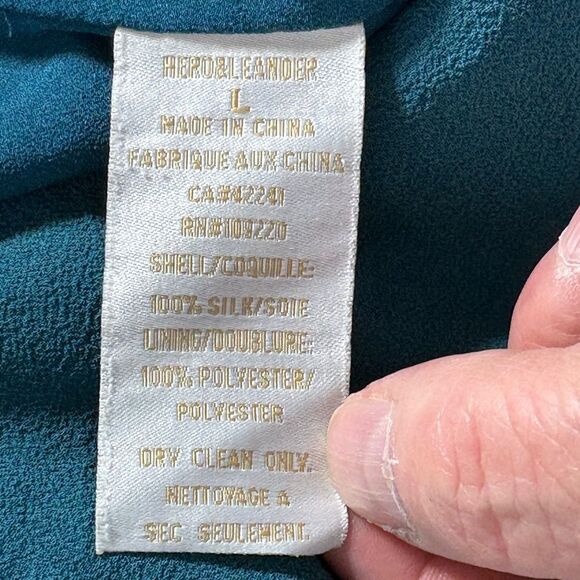 HERO&LEANDER
L
MADE IN CHINA
FABRIQUE AUX CHINA
CA#42241
RN#109220
SHELL/COQUILLE:
100% SILK/SOIE
LINING/DOUBLURE:
100% POLYESTER/
POLYESTER
DRY CLEAN ONLY.
NETTOYAGE A
SEC SEULEMENT.